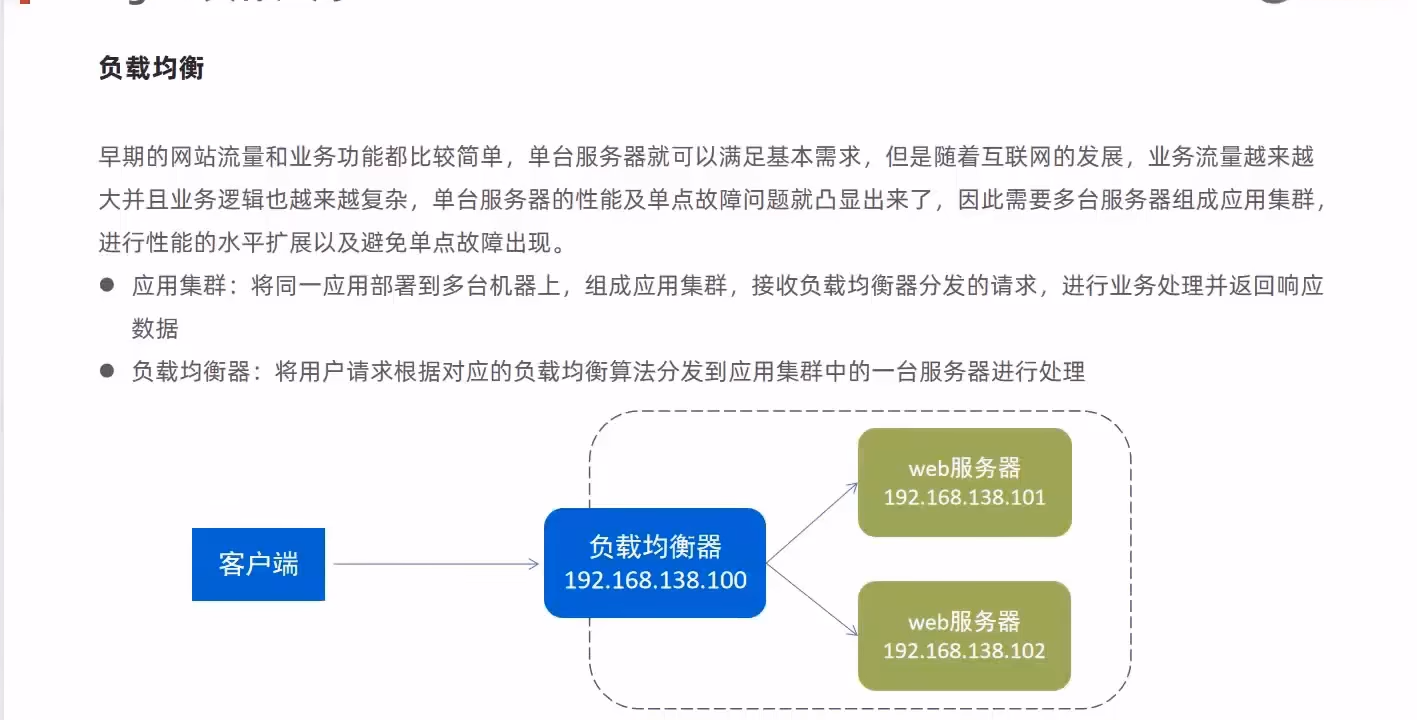 负载均衡
早期的网站流量和业务功能都比较简单，单台服务器就可以满足基本需求，但是随着互联网的发展，业务流量越来越
大并且业务逻辑也越来越复杂，单台服务器的性能及单点故障问题就凸显出来了，因此需要多台服务器组成应用集群，
进行性能的水平扩展以及避免单点故障出现。
● 应用集群：将同一应用部署到多台机器上，组成应用集群，接收负载均衡器分发的请求，进行业务处理并返回响应
数据
● 负载均衡器：将用户请求根据对应的负载均衡算法分发到应用集群中的一台服务器进行处理
客户端
负载均衡器
192.168.138.100
web服务器
192.168.138.101
web服务器
192.168.138.102